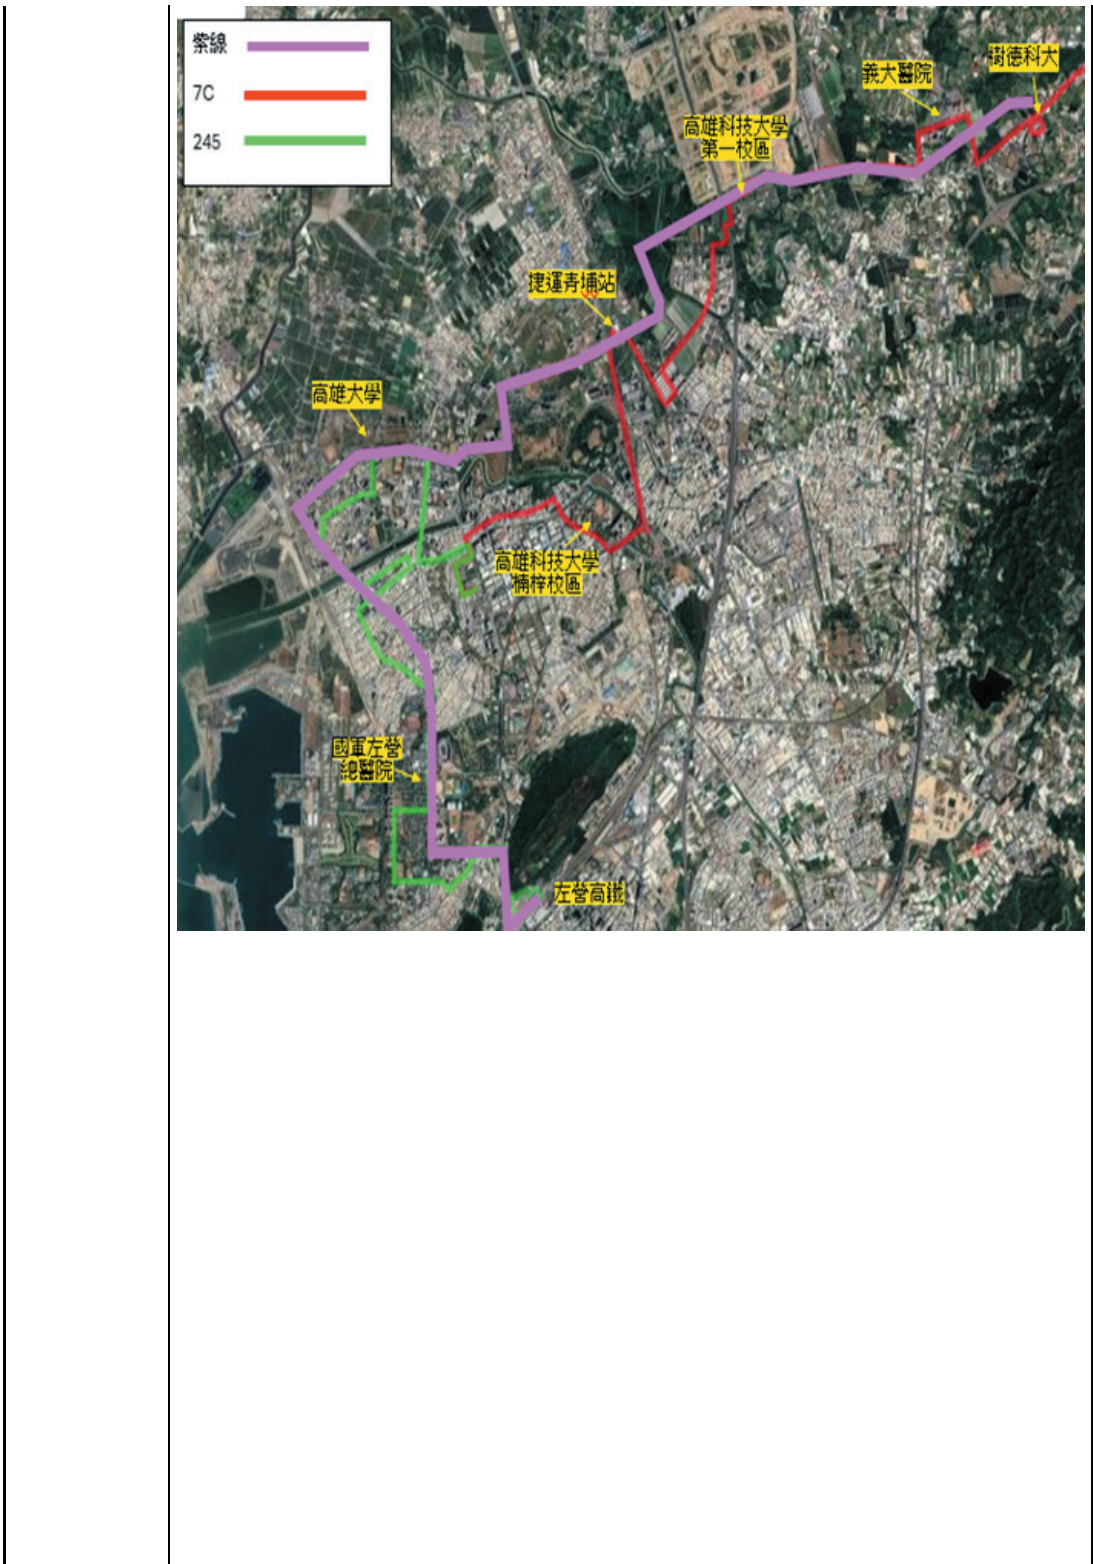 紫線
7C
245
樹德科大
義大醫院
高雄科技大學
第一校區
捷運青埔站
高雄大學
高雄科技大學
楠梓校區
國軍左營
總醫院
左營高鐵